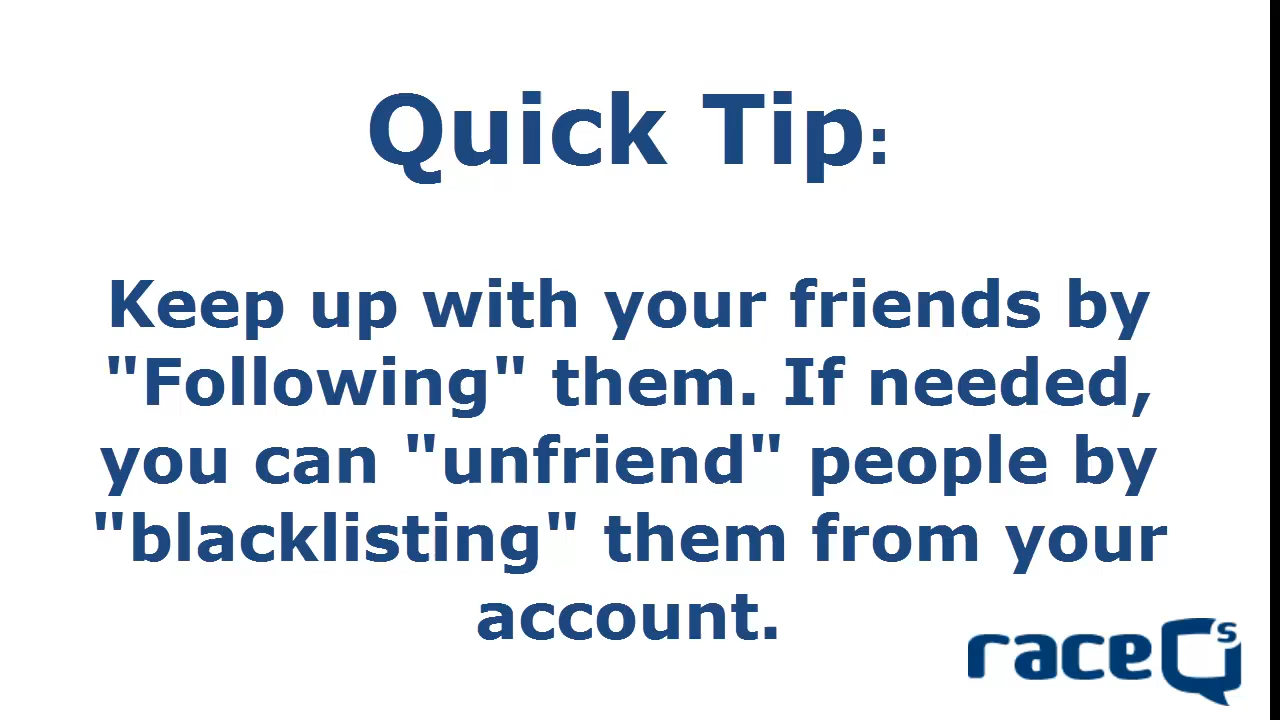 Quick Tip:
Keep up with your friends by
"Following" them. If needed,
you can "unfriend" people by
"blacklisting" them from your
account.
raceQs